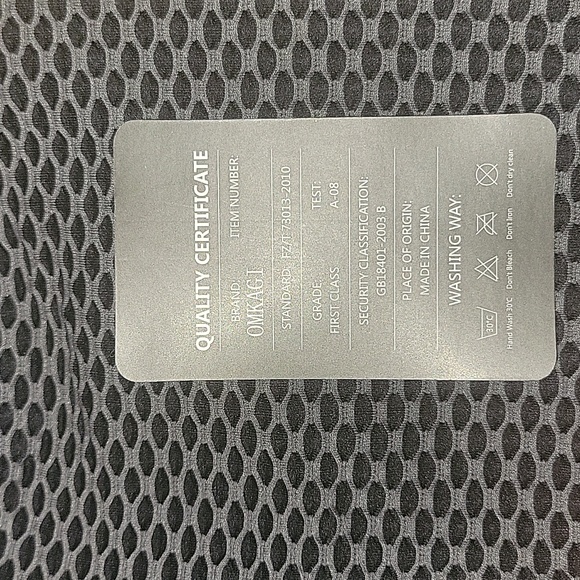 QUALITY CERTIFICATE
BRAND: ITEM NUMBER:
OMKAGI
STANDARD: FZ/T 73013-2010
GRADE: TEST:
FIRST CLASS A-08
SECURITY CLASSIFICATION:
GB18401-2003 B
PLACE OF ORIGIN:
MADE IN CHINA
WASHING WAY:
30°C
Hand Wash 30°C Don't Bleach Don't Iron Don't dry clean